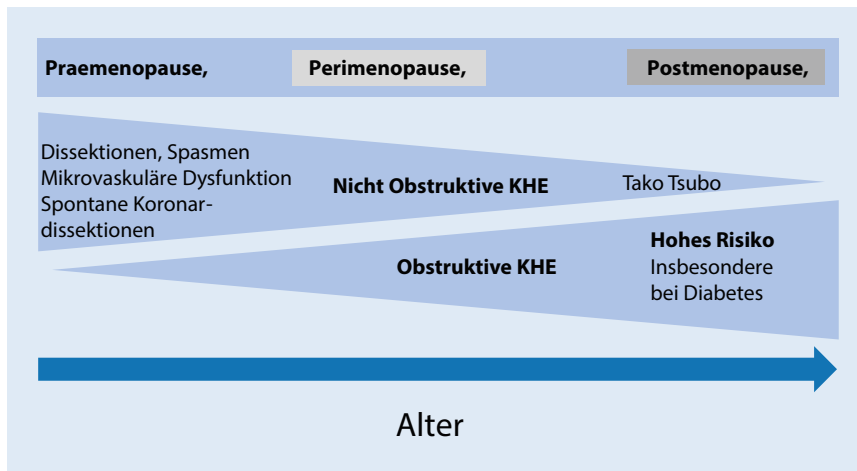 Praemenopause,
Perimenopause,
Postmenopause,
Dissektionen, Spasmen
Mikrovaskuläre Dysfunktion
Spontane Koronar-
dissektionen
Nicht Obstruktive KHE
Tako Tsubo
Obstruktive KHE
Hohes Risiko
Insbesondere
bei Diabetes
Alter